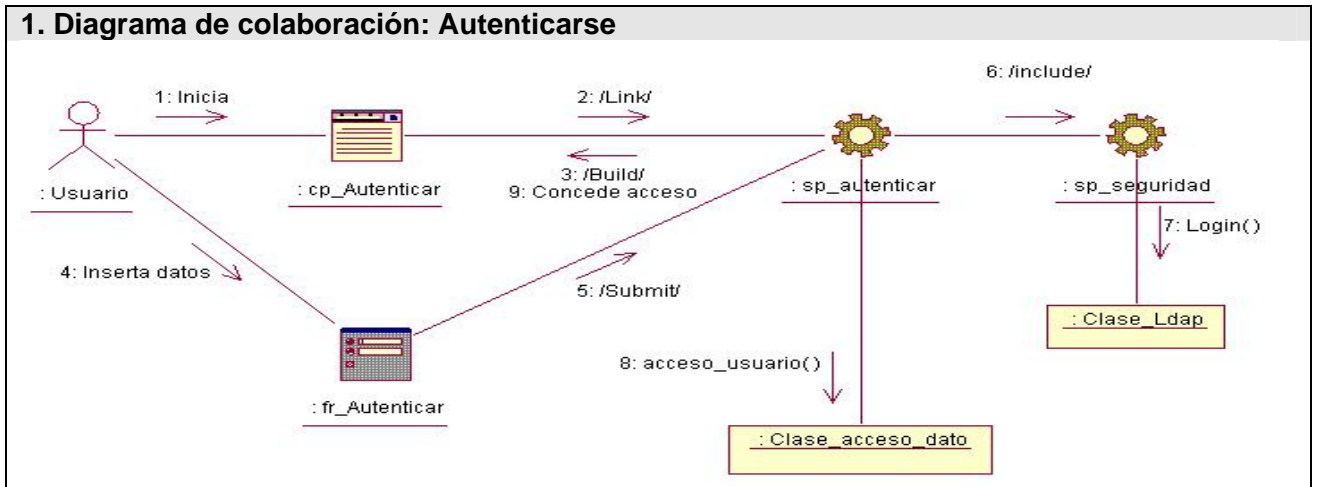 1. Diagrama de colaboración: Autenticarse
6: /include/
1: Inicia
2: /Link/
3: /Build/
9: Concede acceso
: Usuario
: cp_Autenticar
: sp_autenticar
: sp_seguridad
7: Login()
4: Inserta datos
5: /Submit/
: Clase_Ldap
8: acceso_usuario()
: fr_Autenticar
: Clase_acceso_dato